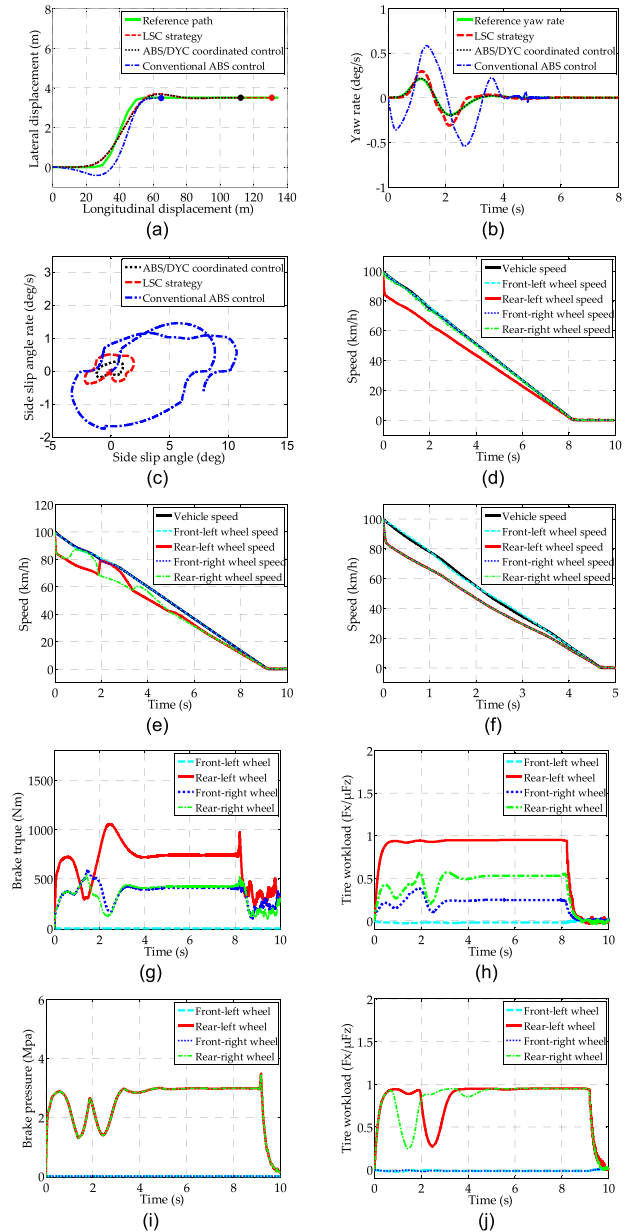 Reference path
LSC strategy
ABS/DYC coordinated control
Conventional ABS control
Lateral displacement (m)
8
6
4
2
0
0 20 40 60 80 100 120 140
Longitudinal displacement (m)
(a)
Reference yaw rate
LSC strategy
ABS/DYC coordinated control
Conventional ABS control
Yaw rate (deg/s)
1
0.5
0
-0.5
-1
0 2 4 6 8
Time (s)
(b)
ABS/DYC coordinated control
LSC strategy
Conventional ABS control
Side slip angle rate (deg/s)
3
2
1
0
-1
-2
-5 0 5 10 15
Side slip angle (deg)
(c)
Vehicle speed
Front-left wheel speed
Rear-left wheel speed
Front-right wheel speed
Rear-right wheel speed
Speed (km/h)
100
80
60
40
20
0
0 2 4 6 8 10
Time (s)
(d)
Vehicle speed
Front-left wheel speed
Rear-left wheel speed
Front-right wheel speed
Rear-right wheel speed
Speed (km/h)
120
100
80
60
40
20
0
0 2 4 6 8 10
Time (s)
(e)
Vehicle speed
Front-left wheel speed
Rear-left wheel speed
Front-right wheel speed
Rear-right wheel speed
Speed (km/h)
100
80
60
40
20
0
0 1 2 3 4 5
Time (s)
(f)
Front-left wheel
Rear-left wheel
Front-right wheel
Rear-right wheel
Brake trque (Nm)
1500
1000
500
0
0 2 4 6 8 10
Time (s)
(g)
Front-left wheel
Rear-left wheel
Front-right wheel
Rear-right wheel
Tire workload (Fx/μFz)
2
1.5
1
0.5
0
0 2 4 6 8 10
Time (s)
(h)
Front-left wheel
Rear-left wheel
Front-right wheel
Rear-right wheel
Brake pressure (Mpa)
6
4
2
0
0 2 4 6 8 10
Time (s)
(i)
Front-left wheel
Rear-left wheel
Front-right wheel
Rear-right wheel
Tire workload (Fx/μFz)
2
1.5
1
0.5
0
0 2 4 6 8 10
Time (s)
(j)